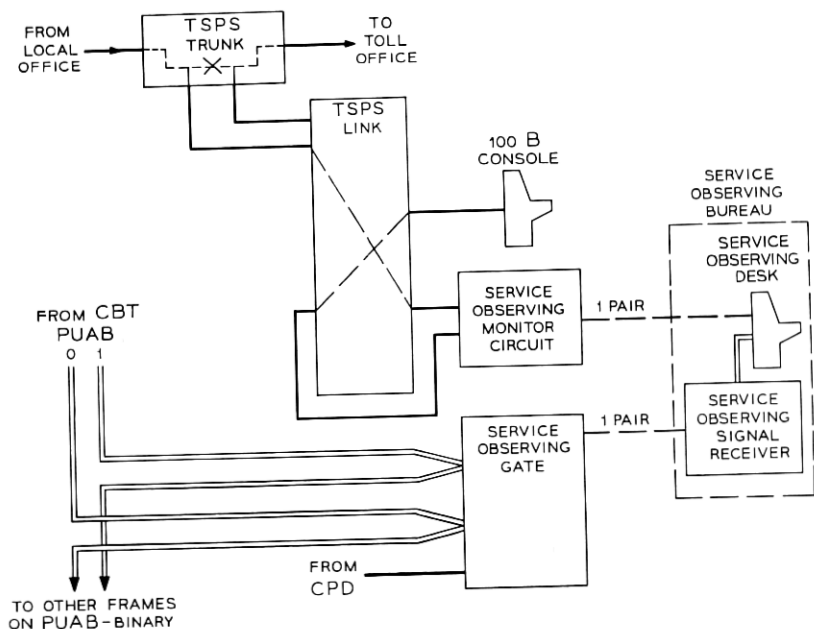 FROM
LOCAL
OFFICE
TSPS
TRUNK
TO
TOLL
OFFICE
TSPS
LINK
100 B
CONSOLE
SERVICE
OBSERVING
BUREAU
SERVICE
OBSERVING
DESK
SERVICE
OBSERVING
MONITOR
CIRCUIT
1 PAIR
FROM CBT
PUAB
0 1
SERVICE
OBSERVING
GATE
1 PAIR
SERVICE
OBSERVING
SIGNAL
RECEIVER
FROM
CPD
TO OTHER FRAMES
ON PUAB-BINARY